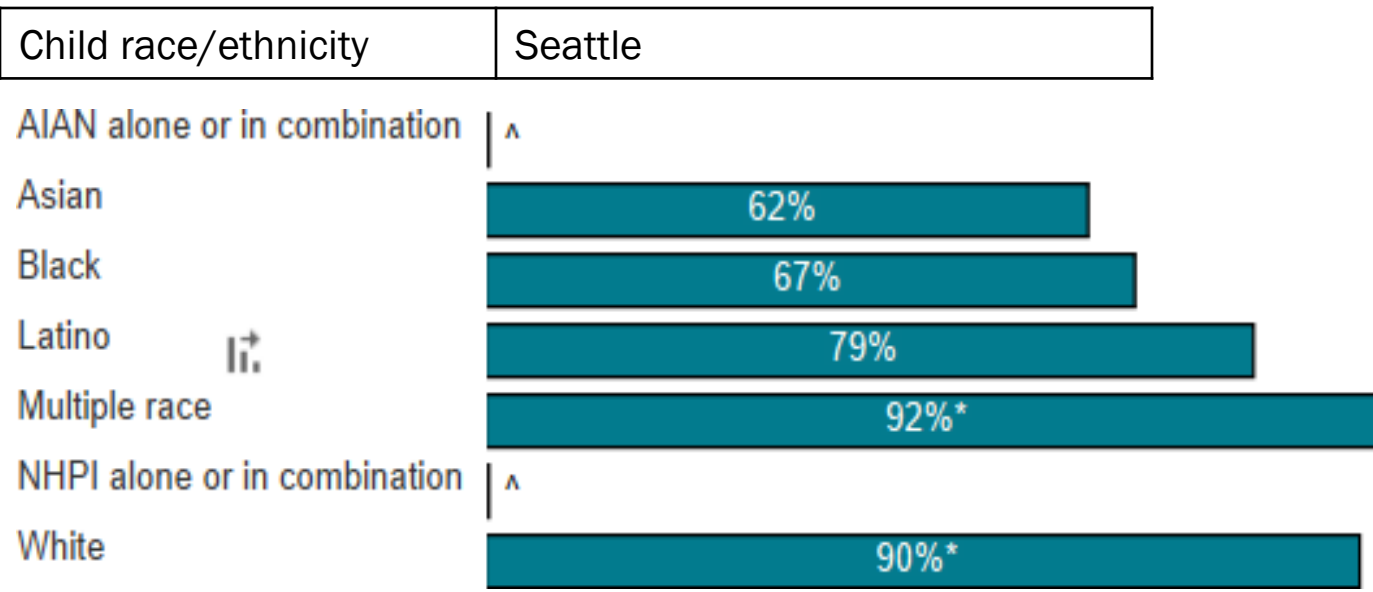 Child race/ethnicity Seattle
AIAN alone or in combination ^
Asian 62%
Black 67%
Latino 79%
Multiple race 92%*
NHPI alone or in combination ^
White 90%*